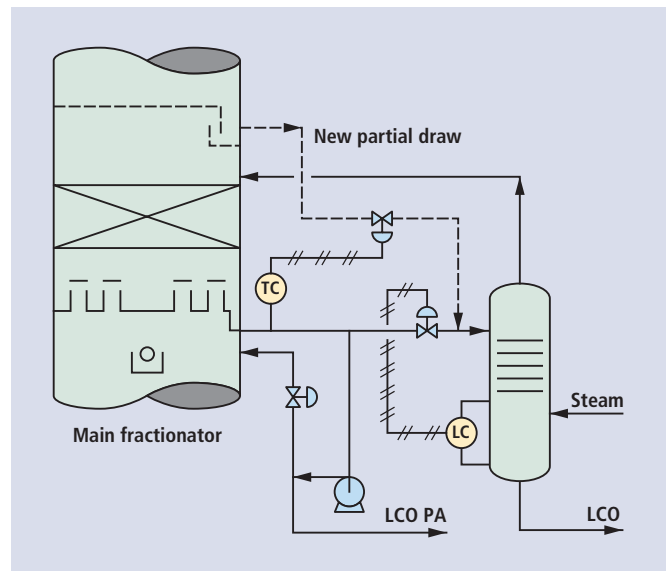 New partial draw
TC
Steam
LC
Main fractionator
LCO PA
LCO